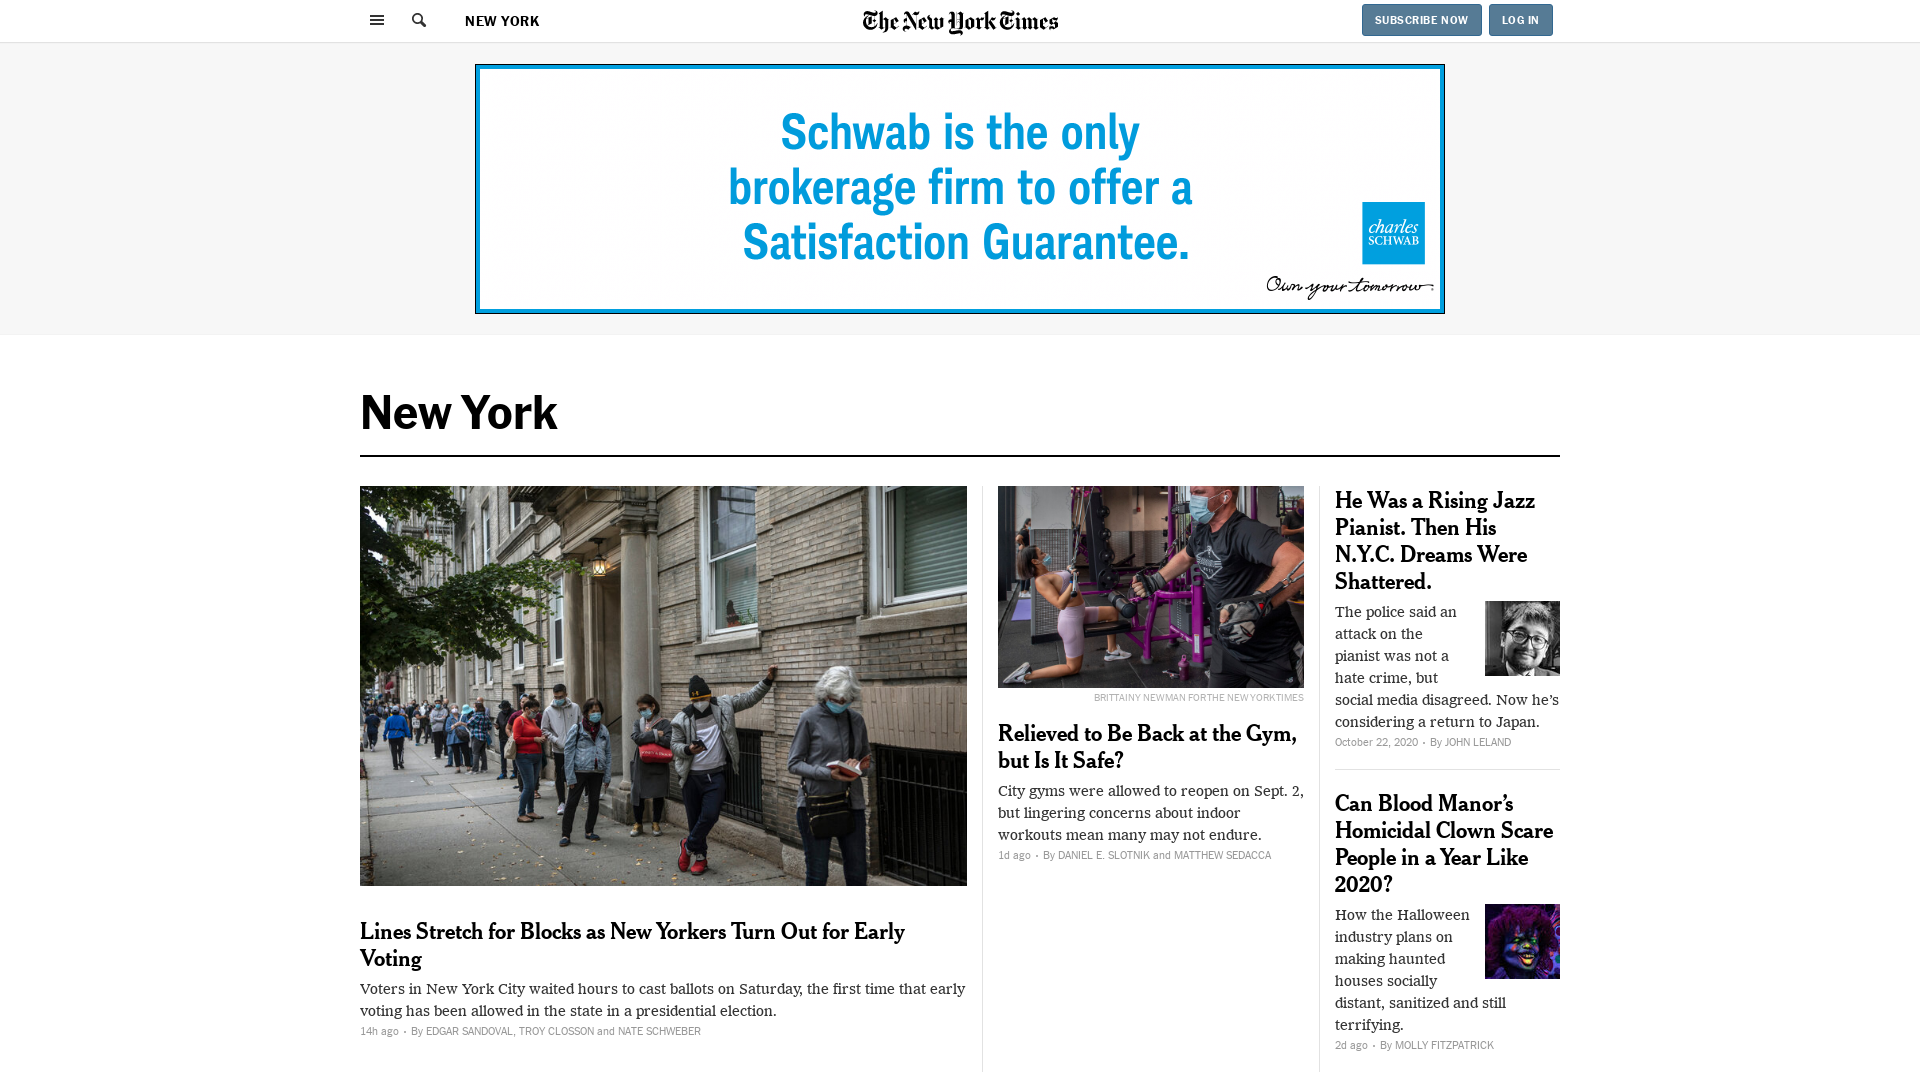 NEW YORK
The New York Times
SUBSCRIBE NOW
LOG IN
Schwab is the only
brokerage firm to offer a
Satisfaction Guarantee.
charles
SCHWAB
Own your tomorrow.
New York
BRITTAINY NEWMAN FORTHE NEW YORKTIMES
Lines Stretch for Blocks as New Yorkers Turn Out for Early
Voting
Voters in New York City waited hours to cast ballots on Saturday, the first time that early
voting has been allowed in the state in a presidential election.
14h ago • By EDGAR SANDOVAL, TROY CLOSSON and NATE SCHWEBER
Relieved to Be Back at the Gym,
but Is It Safe?
City gyms were allowed to reopen on Sept. 2,
but lingering concerns about indoor
workouts mean many may not endure.
1d ago • By DANIEL E. SLOTNIK and MATTHEW SEDACCA
He Was a Rising Jazz
Pianist. Then His
N.Y.C. Dreams Were
Shattered.
The police said an
attack on the
pianist was not a
hate crime, but
social media disagreed. Now he’s
considering a return to Japan.
October 22, 2020 • By JOHN LELAND
Can Blood Manor’s
Homicidal Clown Scare
People in a Year Like
2020?
How the Halloween
industry plans on
making haunted
houses socially
distant, sanitized and still
terrifying.
2d ago • By MOLLY FITZPATRICK